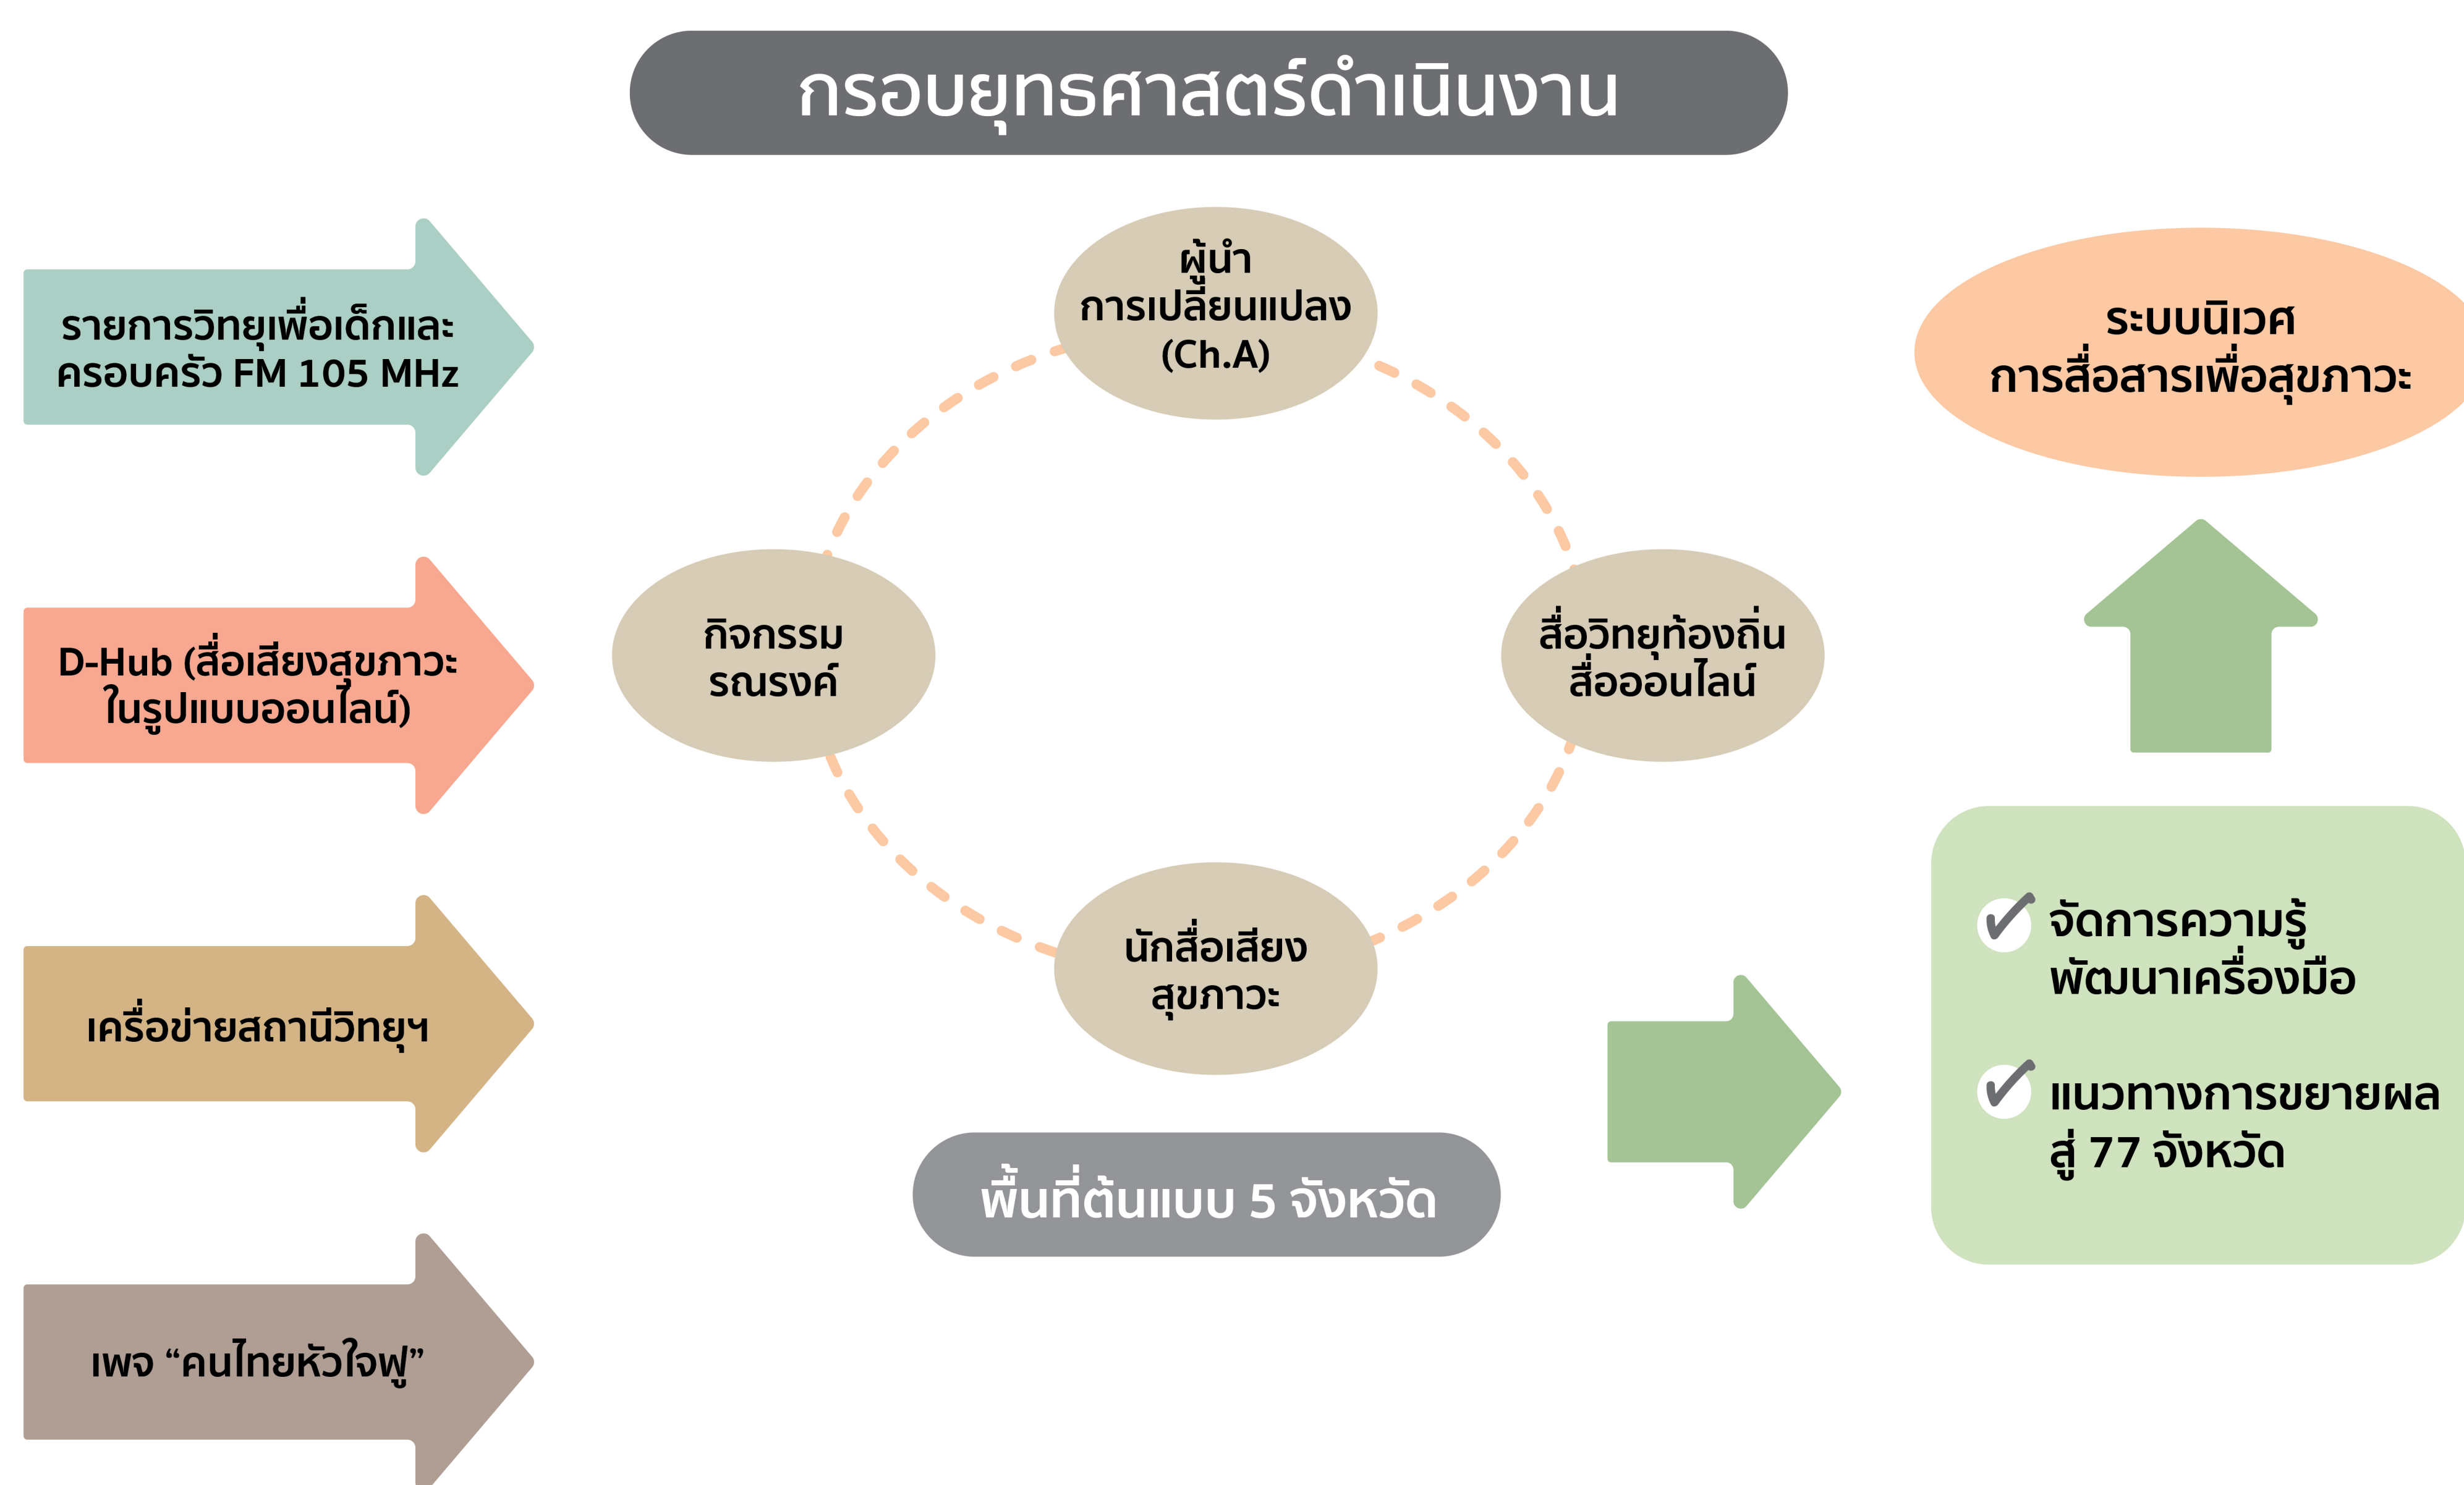 กรอบยุทธศาสตร์ดำเนินงาน
รายการวิทยุเพื่อเด็กและ
ครอบครัว FM 105 MHz
D-Hub (สื่อเสียงสุขภาวะ
ในรูปแบบออนไลน์)
เครือข่ายสถานีวิทยุฯ
เพจ “คนไทยหัวใจฟู”
ผู้นำ
การเปลี่ยนแปลง
(Ch.A)
กิจกรรม
รณรงค์
สื่อวิทยุท้องถิ่น
สื่อออนไลน์
นักสื่อเสียง
สุขภาวะ
พื้นที่ต้นแบบ 5 จังหวัด
ระบบนิเวศ
การสื่อสารเพื่อสุขภาวะ
จัดการความรู้
พัฒนาเครื่องมือ
แนวทางการขยายผล
สู่ 77 จังหวัด